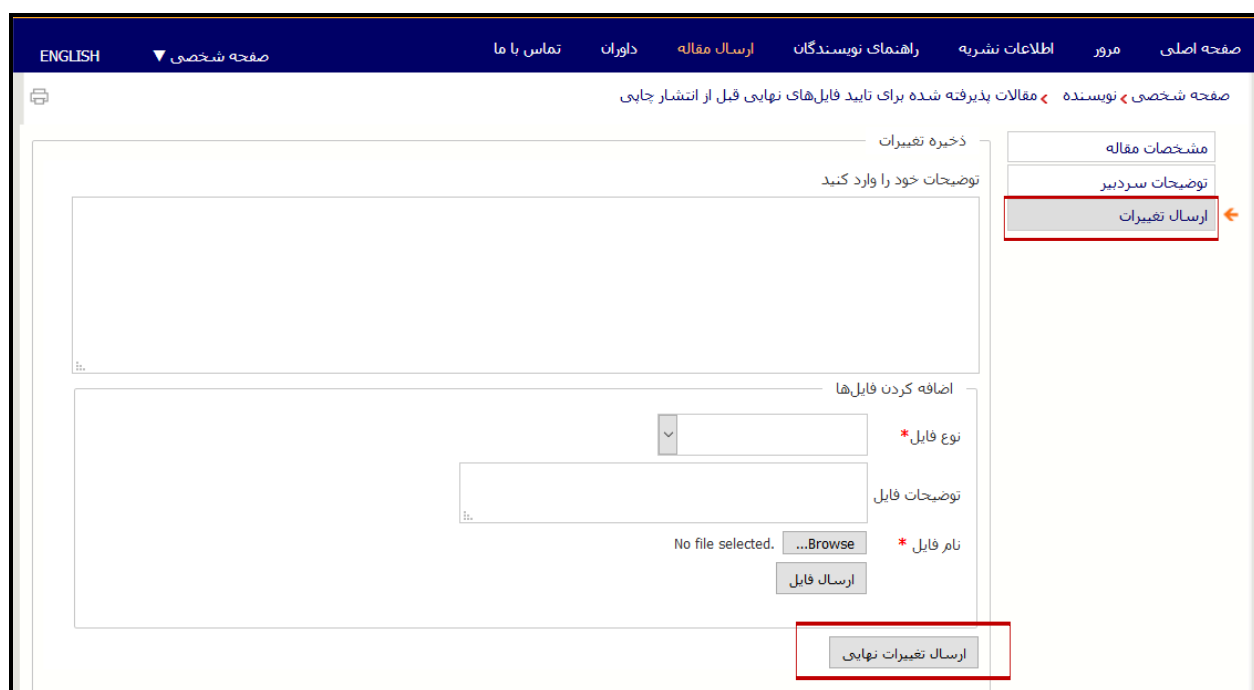 صفحه اصلی مرور اطلاعات نشریه راهنمای نویسندگان ارسال مقاله داوران تماس با ما صفحه شخصی ▼ ENGLISH
صفحه شخصی › نویسنده › مقالات پذیرفته شده برای تایید فایل‌های نهایی قبل از انتشار چاپی
مشخصات مقاله
توضیحات سردبیر
ارسال تغییرات
ذخیره تغییرات
توضیحات خود را وارد کنید
اضافه کردن فایل‌ها
نوع فایل*
توضیحات فایل
نام فایل * Browse... No file selected.
ارسال فایل
ارسال تغییرات نهایی